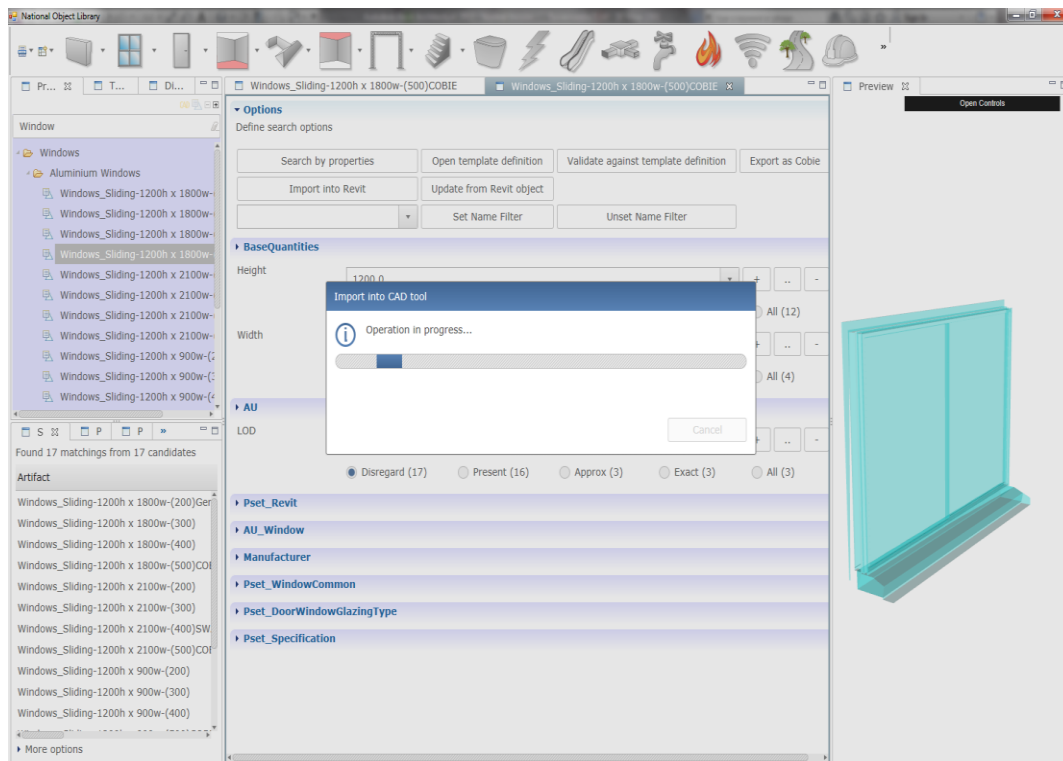 National Object Library
»
Pr...
T...
Di...
Window
Windows
Aluminium Windows
Windows_Sliding-1200h x 1800w-
Windows_Sliding-1200h x 1800w-
Windows_Sliding-1200h x 1800w-
Windows_Sliding-1200h x 1800w-
Windows_Sliding-1200h x 2100w-
Windows_Sliding-1200h x 2100w-
Windows_Sliding-1200h x 2100w-
Windows_Sliding-1200h x 2100w-
Windows_Sliding-1200h x 900w-(2
Windows_Sliding-1200h x 900w-(3
Windows_Sliding-1200h x 900w-(4
S
P
P
»
Found 17 matchings from 17 candidates
Artifact
Windows_Sliding-1200h x 1800w-(200)Ger
Windows_Sliding-1200h x 1800w-(300)
Windows_Sliding-1200h x 1800w-(400)
Windows_Sliding-1200h x 1800w-(500)COI
Windows_Sliding-1200h x 2100w-(200)
Windows_Sliding-1200h x 2100w-(300)
Windows_Sliding-1200h x 2100w-(400)SW
Windows_Sliding-1200h x 2100w-(500)COI
Windows_Sliding-1200h x 900w-(200)
Windows_Sliding-1200h x 900w-(300)
Windows_Sliding-1200h x 900w-(400)
More options
Windows_Sliding-1200h x 1800w-(500)COBIE
Windows_Sliding-1200h x 1800w-(500)COBIE
Options
Define search options
Search by properties
Open template definition
Validate against template definition
Export as Cobie
Import into Revit
Update from Revit object
Set Name Filter
Unset Name Filter
BaseQuantities
Height
1200.0
+
..
-
All (12)
Width
..
-
All (4)
AU
LOD
..
-
Disregard (17)
Present (16)
Approx (3)
Exact (3)
All (3)
Pset_Revit
AU_Window
Manufacturer
Pset_WindowCommon
Pset_DoorWindowGlazingType
Pset_Specification
Import into CAD tool
Operation in progress...
Cancel
Preview
Open Controls